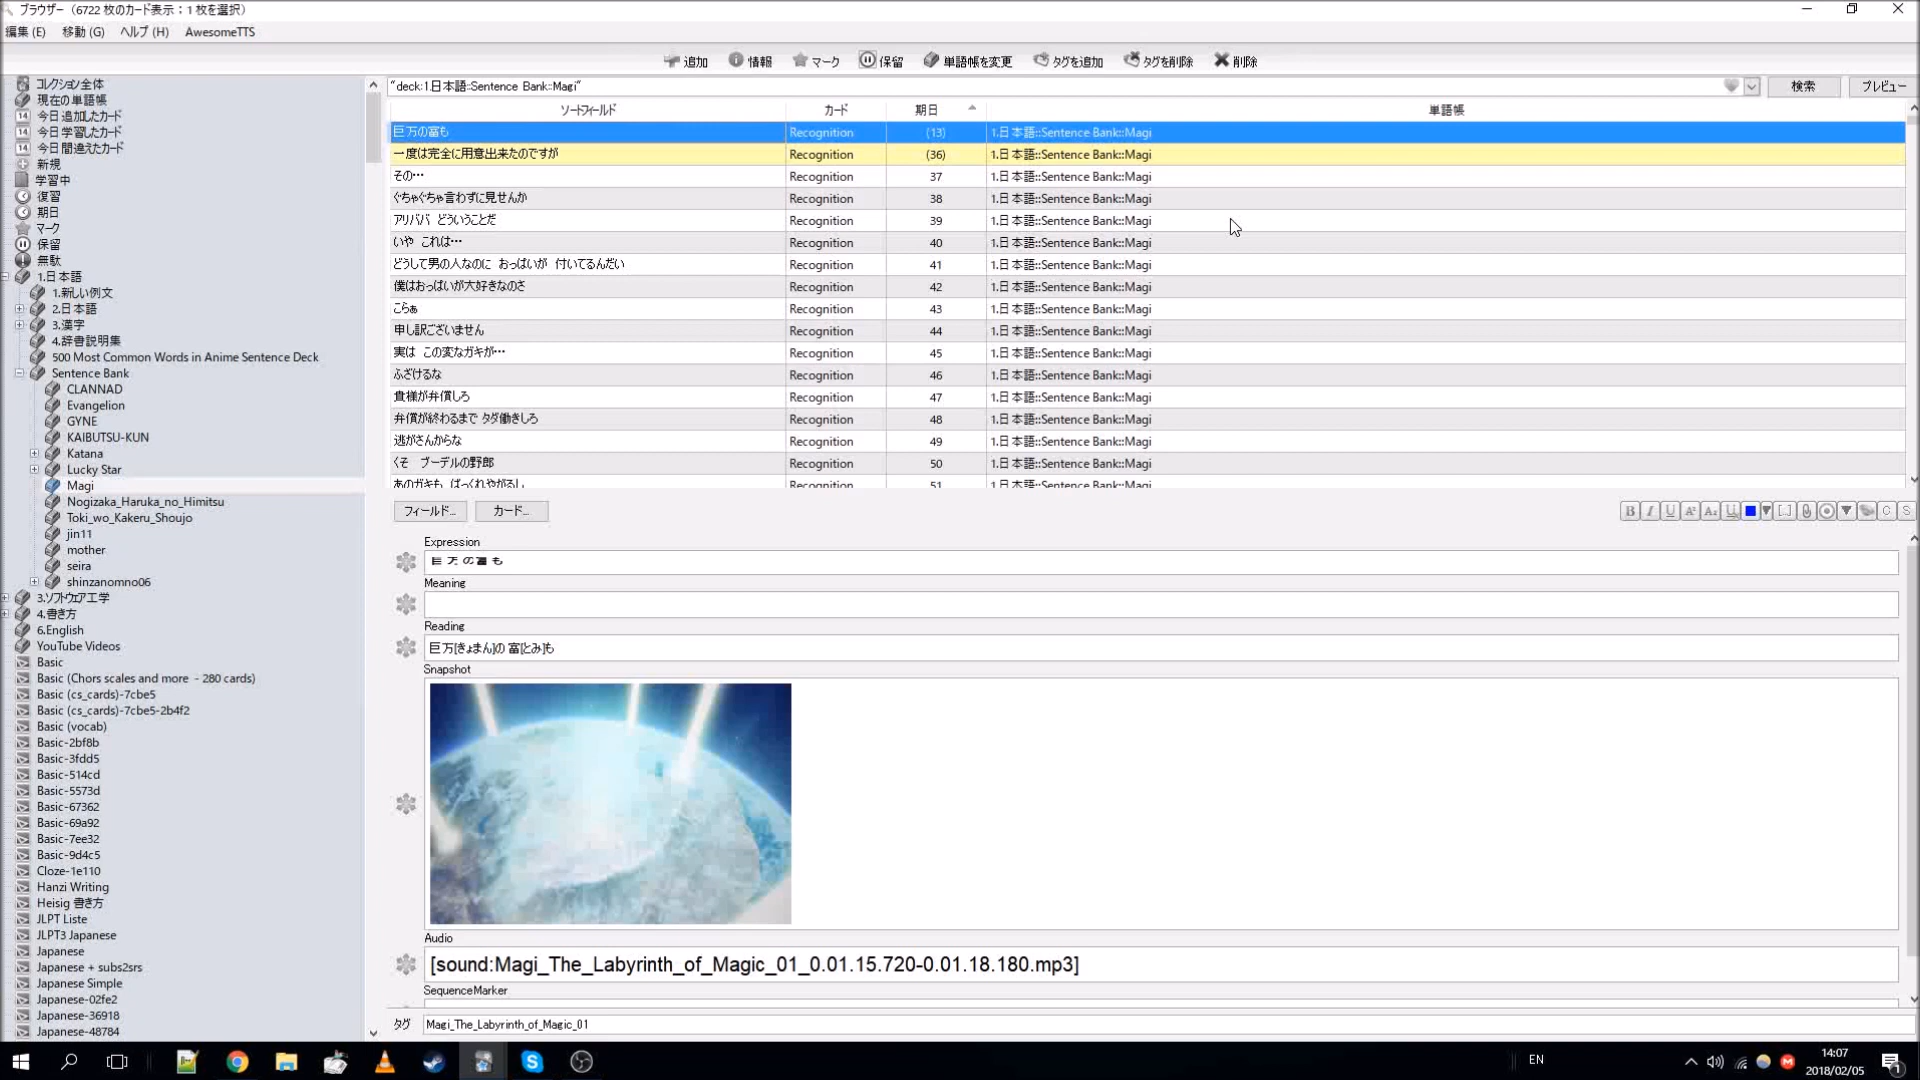 ブラウザー (6722 枚のカード表示：1 枚を選択)
編集 (E) 移動 (G) ヘルプ (H) AwesomeTTS
追加 情報 マーク 保留 単語帳を変更 タグを追加 タグを削除 削除
"deck:1.日本語::Sentence Bank::Magi" 検索 プレビュー
コレクション全体
現在の単語帳
今日追加したカード
今日学習したカード
今日間違えたカード
新規
学習中
復習
期日
マーク
保留
無駄
1.日本語
1.新しい例文
2.日本語
3.漢字
4.辞書説明集
500 Most Common Words in Anime Sentence Deck
Sentence Bank
CLANNAD
Evangelion
GYNE
KAIBUTSU-KUN
Katana
Lucky Star
Magi
Nogizaka_Haruka_no_Himitsu
Toki_wo_Kakeru_Shoujo
jin11
mother
seira
shinzanomno06
3.ソフトウェア工学
4.書き方
6.English
YouTube Videos
Basic
Basic (Chors scales and more - 280 cards)
Basic (cs_cards)-7cbe5
Basic (cs_cards)-7cbe5-2b4f2
Basic (vocab)
Basic-2bf8b
Basic-3fdd5
Basic-514cd
Basic-5573d
Basic-67362
Basic-69a92
Basic-7ee32
Basic-9d4c5
Cloze-1e110
Hanzi Writing
Heisig 書き方
JLPT Liste
JLPT3 Japanese
Japanese
Japanese + subs2srs
Japanese Simple
Japanese-02fe2
Japanese-36918
Japanese-48784
ソートフィールド カード 期日 単語帳
巨万の富も Recognition (13) 1.日本語::Sentence Bank::Magi
一度は完全に用意出来たのですが Recognition (36) 1.日本語::Sentence Bank::Magi
その… Recognition 37 1.日本語::Sentence Bank::Magi
ぐちゃぐちゃ言わずに見せんか Recognition 38 1.日本語::Sentence Bank::Magi
アリババ どういうことだ Recognition 39 1.日本語::Sentence Bank::Magi
いや これは… Recognition 40 1.日本語::Sentence Bank::Magi
どうして男の人なのに おっぱいが 付いてるんだい Recognition 41 1.日本語::Sentence Bank::Magi
僕はおっぱいが大好きなのさ Recognition 42 1.日本語::Sentence Bank::Magi
こらぁ Recognition 43 1.日本語::Sentence Bank::Magi
申し訳ございません Recognition 44 1.日本語::Sentence Bank::Magi
実は この変なガキが… Recognition 45 1.日本語::Sentence Bank::Magi
ふざけるな Recognition 46 1.日本語::Sentence Bank::Magi
貴様が弁償しろ Recognition 47 1.日本語::Sentence Bank::Magi
弁償が終わるまで タダ働きしろ Recognition 48 1.日本語::Sentence Bank::Magi
逃がさんからな Recognition 49 1.日本語::Sentence Bank::Magi
くそ ブーデルの野郎 Recognition 50 1.日本語::Sentence Bank::Magi
あのガキも ばっくれやがるし Recognition 51 1.日本語::Sentence Bank::Magi
フィールド... カード...
Expression
巨万の富も
Meaning
Reading
巨万[きょまん]の 富[とみ]も
Snapshot
Audio
[sound:Magi_The_Labyrinth_of_Magic_01_0.01.15.720-0.01.18.180.mp3]
SequenceMarker
タグ Magi_The_Labyrinth_of_Magic_01
EN
14:07
2018/02/05